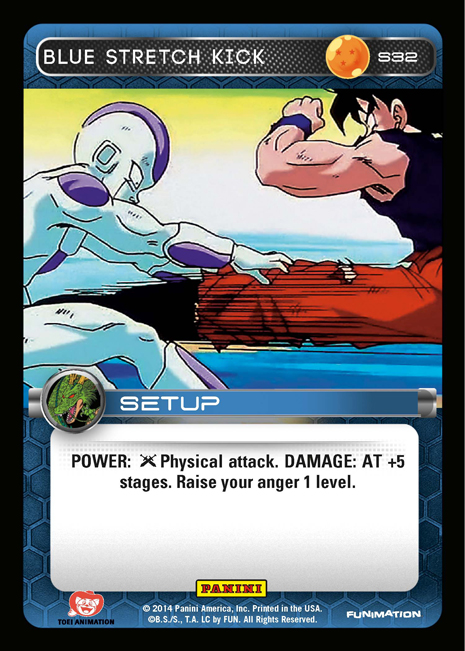 BLUE STRETCH KICK S32
SETUP
POWER: Physical attack. DAMAGE: AT +5
stages. Raise your anger 1 level.
PANINI
© 2014 Panini America, Inc. Printed in the USA.
©B.S./S., T.A. LC by FUN. All Rights Reserved.
TOEI ANIMATION
FUNIMATION